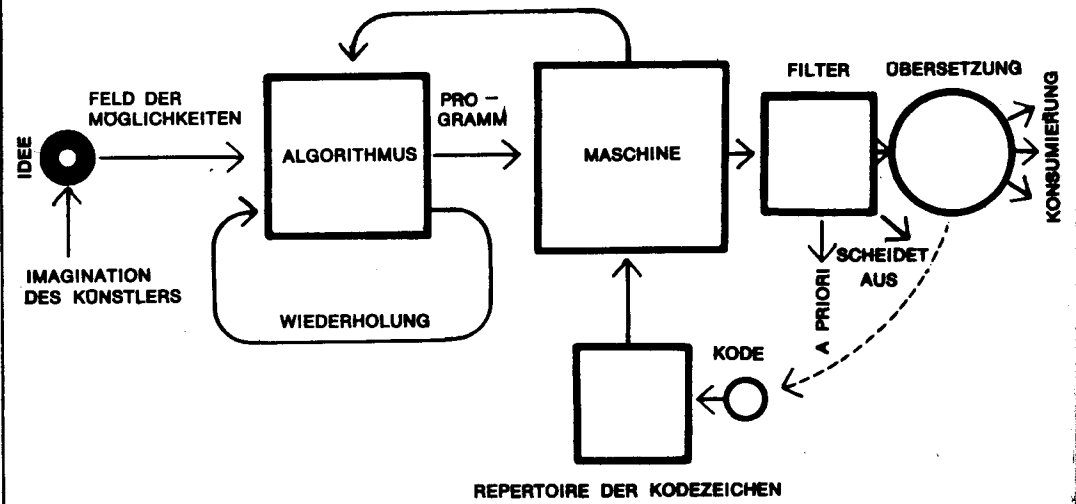 IDEE
FELD DER
MÖGLICHKEITEN
IMAGINATION
DES KÜNSTLERS
ALGORITHMUS
WIEDERHOLUNG
PRO –
GRAMM
MASCHINE
FILTER
ÜBERSETZUNG
KONSUMIERUNG
A PRIORI
SCHEIDET
AUS
KODE
REPERTOIRE DER KODEZEICHEN